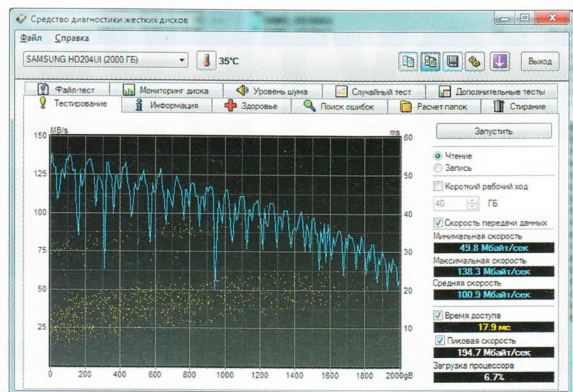 Средство диагностики жестких дисков
Файл Справка
SAMSUNG HD204UI (2000 ГБ)
35°C
Выход
Файл-тест
Мониторинг диска
Уровень шума
Случайный тест
Дополнительные тесты
Тестирование
Информация
Здоровье
Поиск ошибок
Расчет папок
Стирание
150 MB/s
125
100
75
50
25
ms
60
50
40
30
20
10
0 200 400 600 800 1000 1200 1400 1600 1800 2000gB
Запустить
Чтение
Запись
Короткий рабочий ход
40 ГБ
Скорость передачи данных
Минимальная скорость
49.8 Мбайт/сек
Максимальная скорость
138.3 Мбайт/сек
Средняя скорость
100.9 Мбайт/сек
Время доступа
17.9 мс
Пиковая скорость
194.7 Мбайт/сек
Загрузка процессора
6.7%